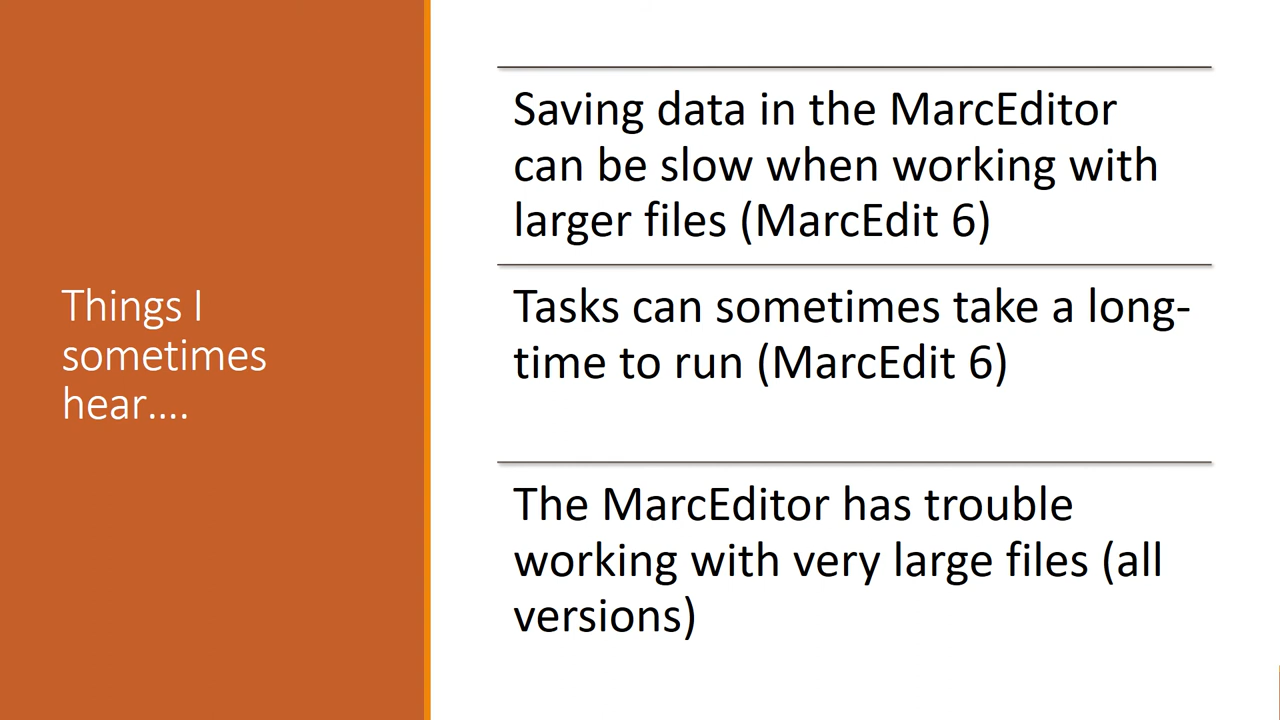 Things I
sometimes
hear....
Saving data in the MarcEditor
can be slow when working with
larger files (MarcEdit 6)
Tasks can sometimes take a long-
time to run (MarcEdit 6)
The MarcEditor has trouble
working with very large files (all
versions)